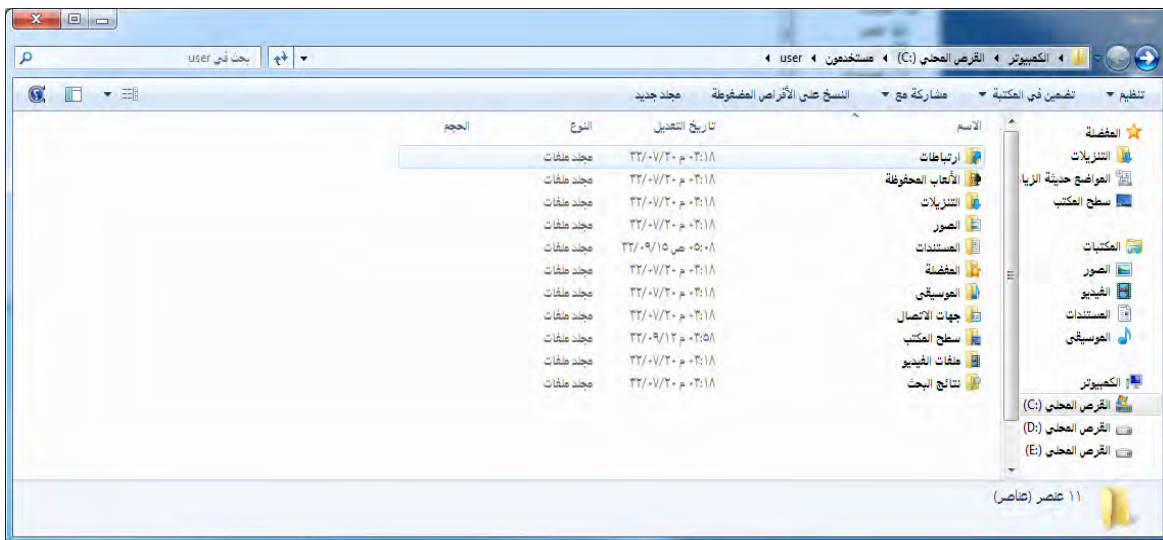 الكمبيوتر ◂ القرص المحلي (C:) ◂ مستخدمون ◂ user ◂
بحث في user
تنظيم ▾ تضمين في المكتبة ▾ مشاركة مع ▾ النسخ على الأقراص المضغوطة مجلد جديد
المفضلة
التنزيلات
المواضع حديثة الزيا
سطح المكتب
المكتبات
الصور
الفيديو
المستندات
الموسيقى
الكمبيوتر
القرص المحلي (C:)
القرص المحلي (D:)
القرص المحلي (E:)
الاسم تاريخ التعديل النوع الحجم
ارتباطات ٣٢/٠٧/٢٠ م ٠٣:١٨ مجلد ملفات
الألعاب المحفوظة ٣٢/٠٧/٢٠ م ٠٣:١٨ مجلد ملفات
التنزيلات ٣٢/٠٧/٢٠ م ٠٣:١٨ مجلد ملفات
الصور ٣٢/٠٧/٢٠ م ٠٣:١٨ مجلد ملفات
المستندات ٣٢/٠٩/١٥ ص ٠٥:٠٨ مجلد ملفات
المفضلة ٣٢/٠٧/٢٠ م ٠٣:١٨ مجلد ملفات
الموسيقى ٣٢/٠٧/٢٠ م ٠٣:١٨ مجلد ملفات
جهات الاتصال ٣٢/٠٧/٢٠ م ٠٣:١٨ مجلد ملفات
سطح المكتب ٣٢/٠٩/١٢ م ٠٣:٥٨ مجلد ملفات
ملفات الفيديو ٣٢/٠٧/٢٠ م ٠٣:١٨ مجلد ملفات
نتائج البحث ٣٢/٠٧/٢٠ م ٠٣:١٨ مجلد ملفات
١١ عنصر (عناصر)